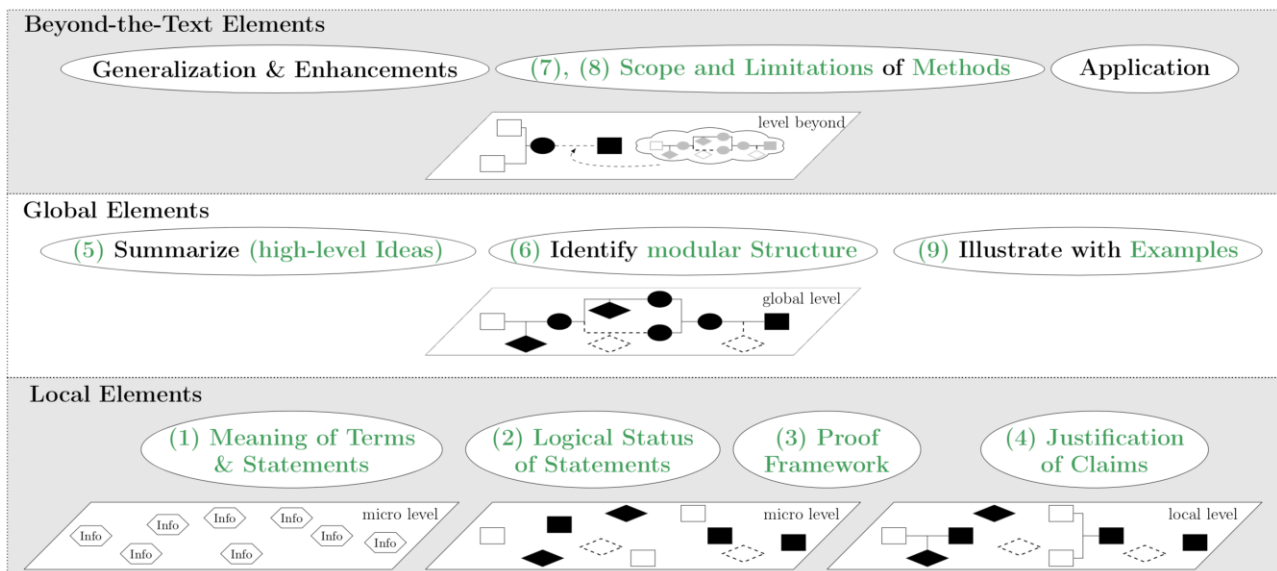 Beyond-the-Text Elements
Generalization & Enhancements
(7), (8) Scope and Limitations of Methods
Application
level beyond
Global Elements
(5) Summarize (high-level Ideas)
(6) Identify modular Structure
(9) Illustrate with Examples
global level
Local Elements
(1) Meaning of Terms
& Statements
(2) Logical Status
of Statements
(3) Proof
Framework
(4) Justification
of Claims
Info
Info
Info
Info
Info
Info
Info
Info
micro level
micro level
local level